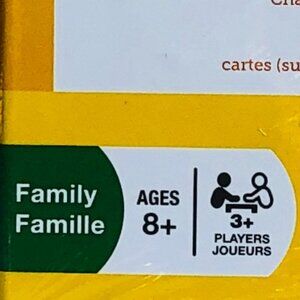 cartes (su
Family
Famille
AGES
8+
3+
PLAYERS
JOUEURS